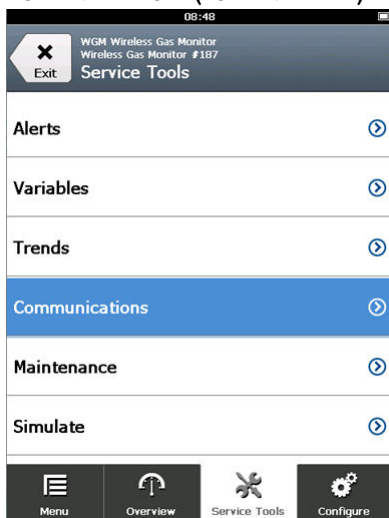 08:48
WGM Wireless Gas Monitor
Wireless Gas Monitor #187
Exit
Service Tools
Alerts
Variables
Trends
Communications
Maintenance
Simulate
Menu
Overview
Service Tools
Configure